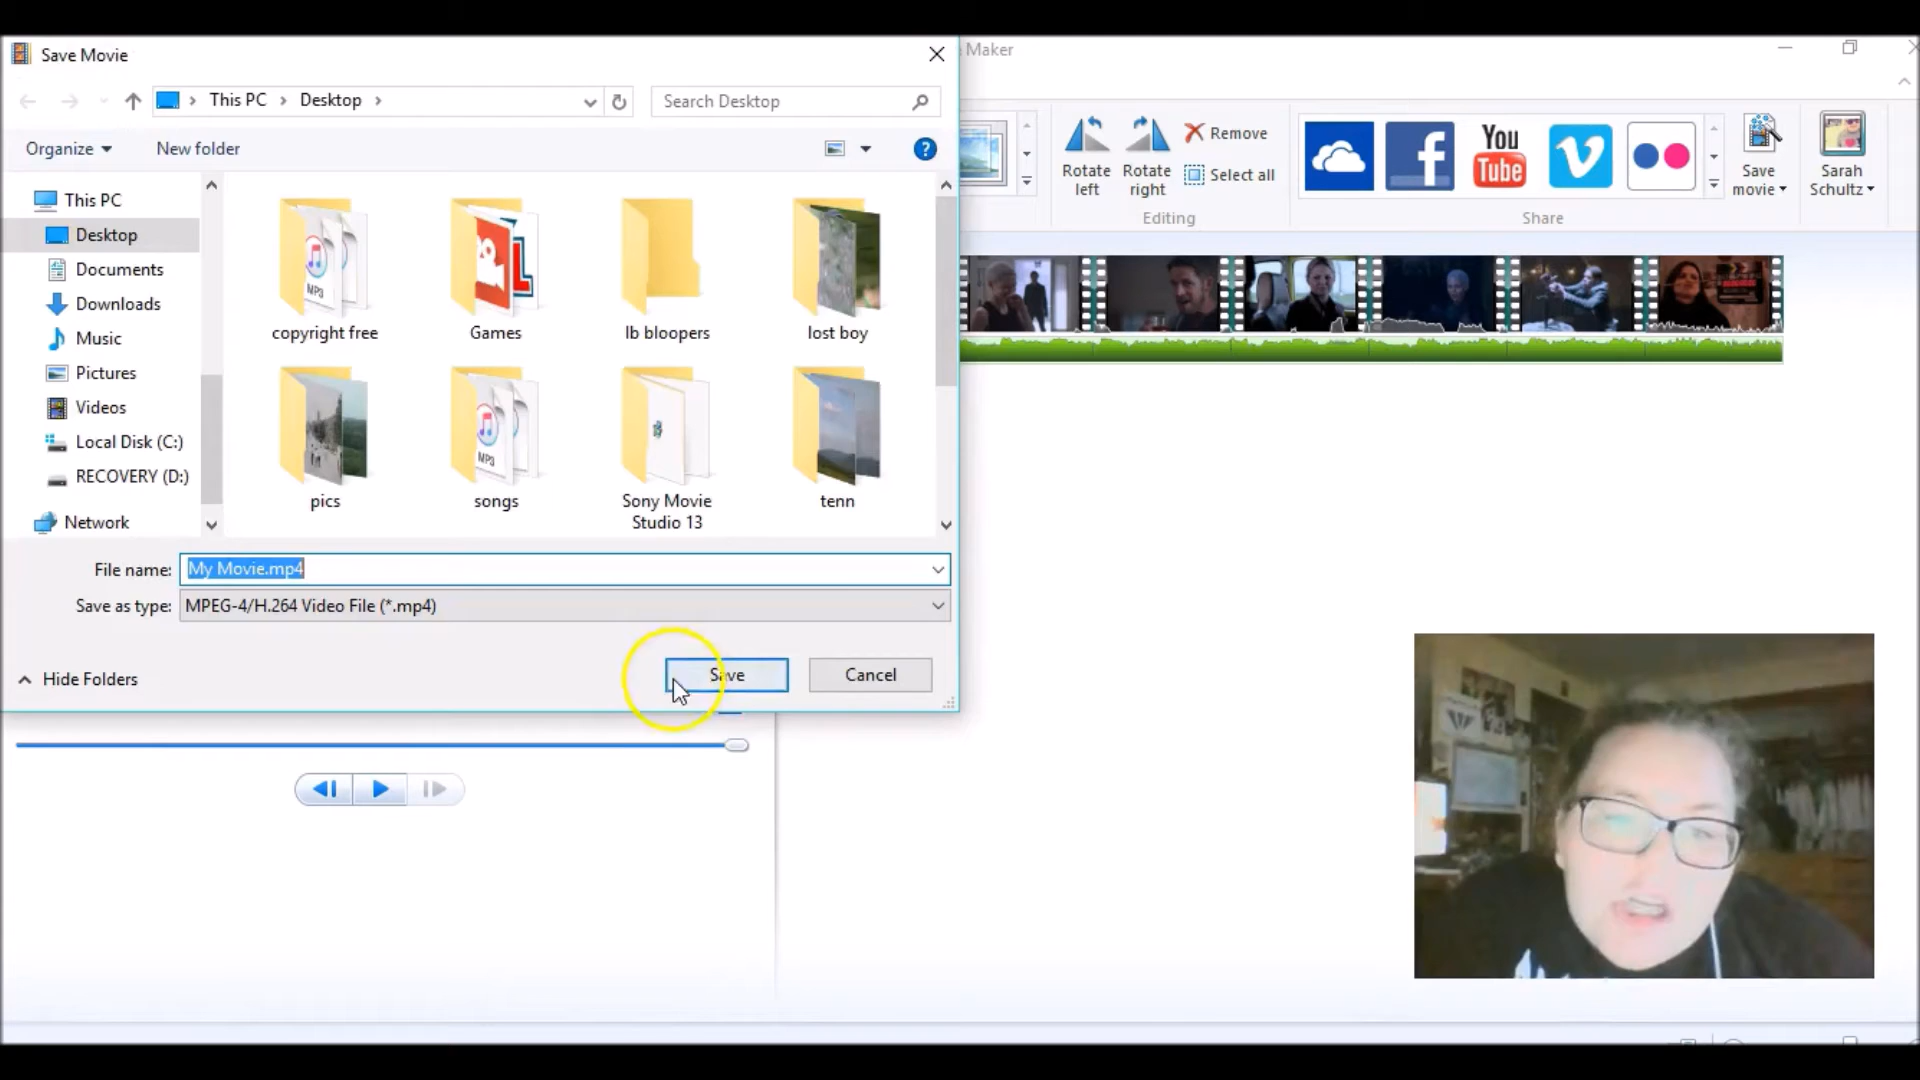 Save Movie
Maker
This PC
Desktop
Search Desktop
Organize
New folder
Rotate left
Rotate right
Remove
Select all
Editing
f
You Tube
V
Share
Save movie
Sarah Schultz
This PC
Desktop
Documents
Downloads
Music
Pictures
Videos
Local Disk (C:)
RECOVERY (D:)
Network
MP3
copyright free
Games
lb bloopers
lost boy
pics
MP3
songs
Sony Movie Studio 13
tenn
File name:
My Movie.mp4
Save as type:
MPEG-4/H.264 Video File (*.mp4)
Hide Folders
Save
Cancel